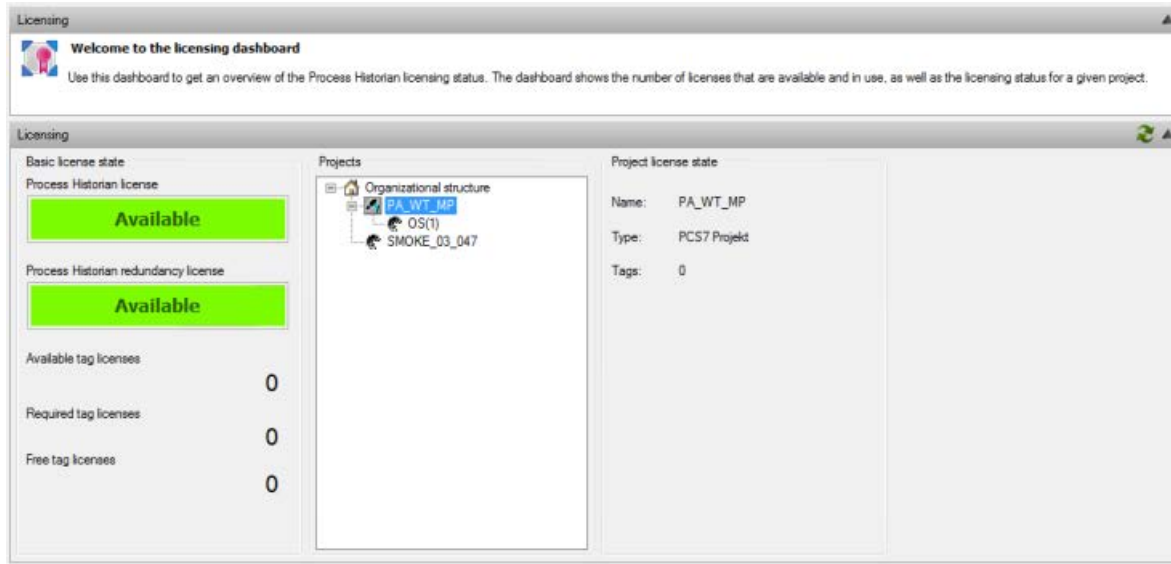 Licensing
Welcome to the licensing dashboard
Use this dashboard to get an overview of the Process Historian licensing status. The dashboard shows the number of licenses that are available and in use, as well as the licensing status for a given project.
Licensing
Basic license state
Process Historian license
Available
Process Historian redundancy license
Available
Available tag licenses
0
Required tag licenses
0
Free tag licenses
0
Projects
Organizational structure
PA_WT_MP
OS(1)
SMOKE_03_047
Project license state
Name: PA_WT_MP
Type: PCS7 Projekt
Tags: 0